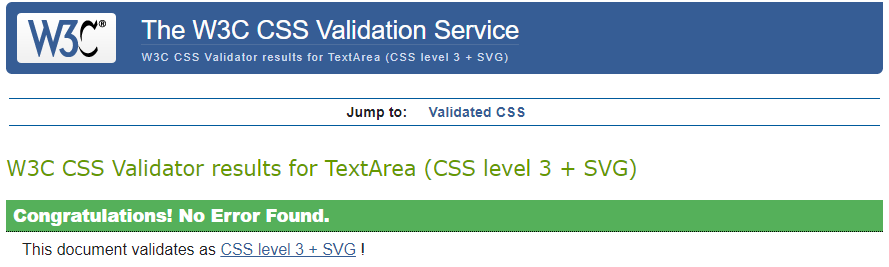 W3C® The W3C CSS Validation Service
W3C CSS Validator results for TextArea (CSS level 3 + SVG)
Jump to: Validated CSS
W3C CSS Validator results for TextArea (CSS level 3 + SVG)
Congratulations! No Error Found.
This document validates as CSS level 3 + SVG !